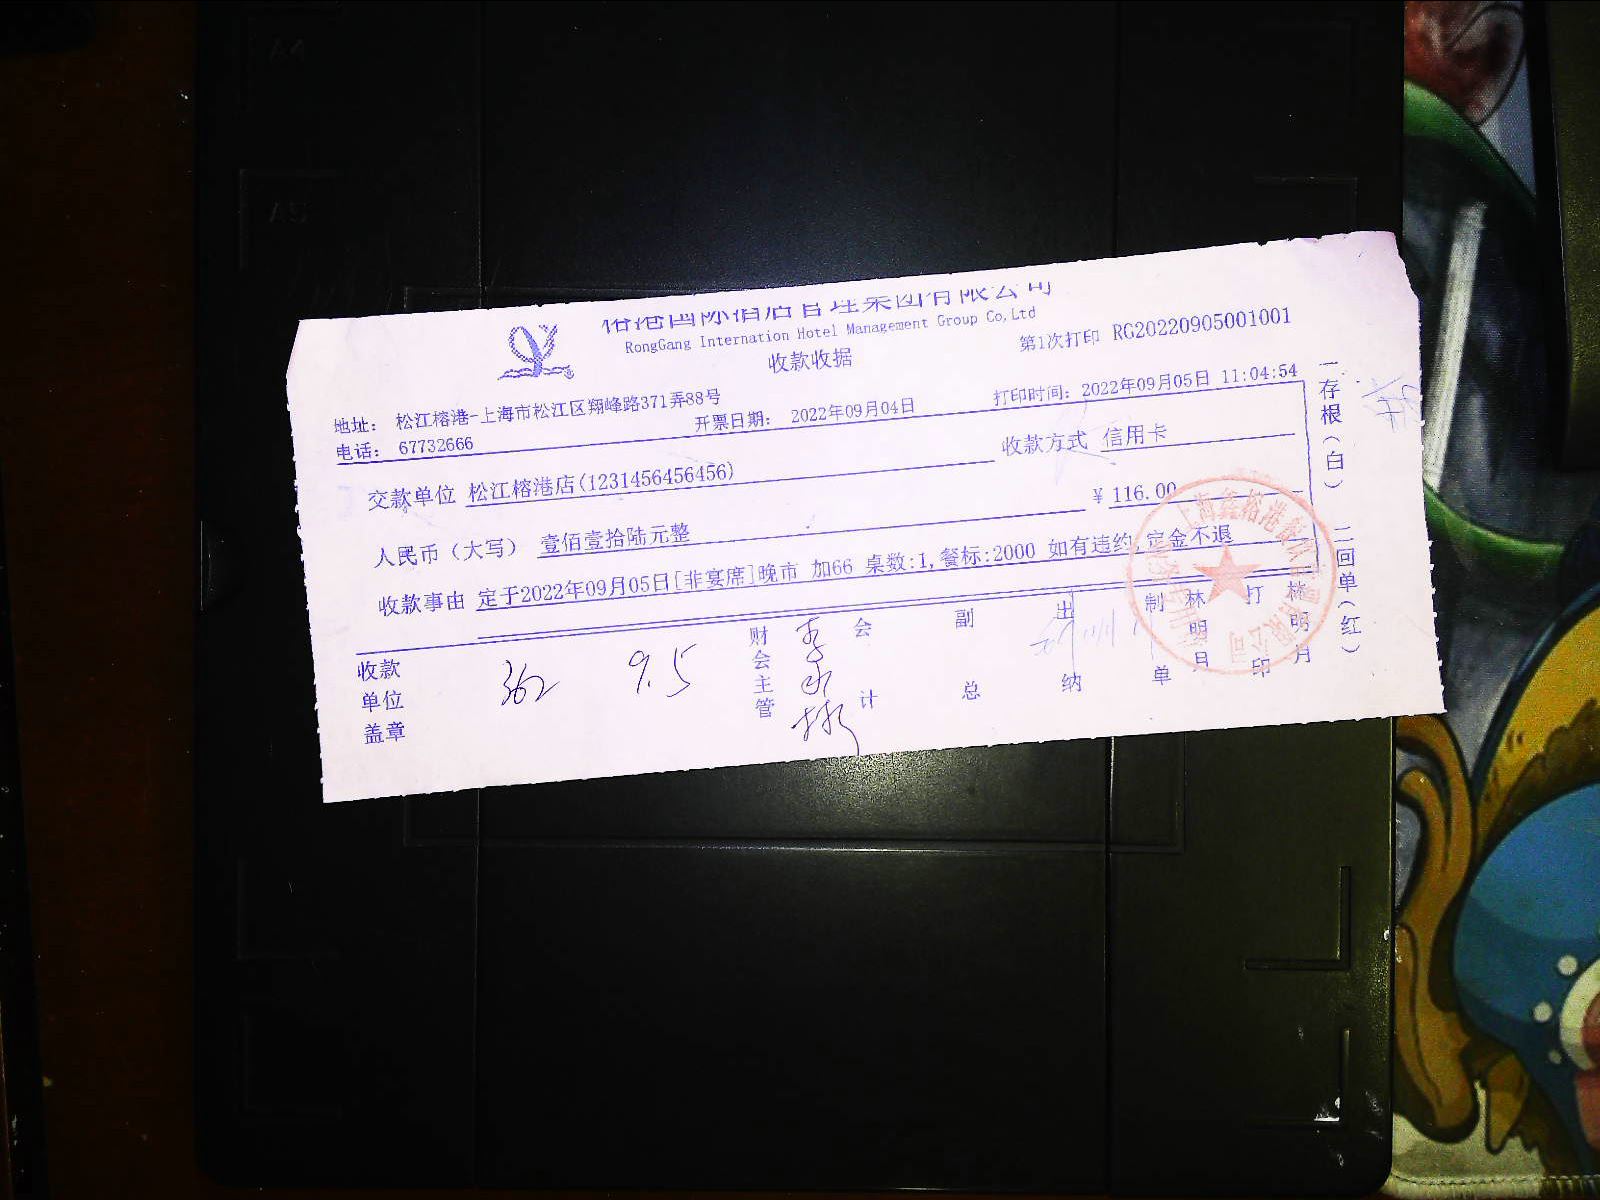 榕港国际酒店管理集团有限公司
RongGang Internation Hotel Management Group Co,Ltd
收款收据
第1次打印 RG20220905001001
地址: 松江榕港-上海市松江区翔峰路371弄88号
电话: 67732666
开票日期: 2022年09月04日
打印时间: 2022年09月05日 11:04:54
交款单位 松江榕港店(1231456456456)
收款方式 信用卡
人民币（大写） 壹佰壹拾陆元整
¥ 116.00
收款事由 定于2022年09月05日[非宴席]晚市 加66 桌数:1,餐标:2000 如有违约,定金不退
收款单位盖章
362 9.5
财会主管
会计
副总
出纳
制单
林明月
打印
林明月
一存根(白) 二回单(红)
A4
A5